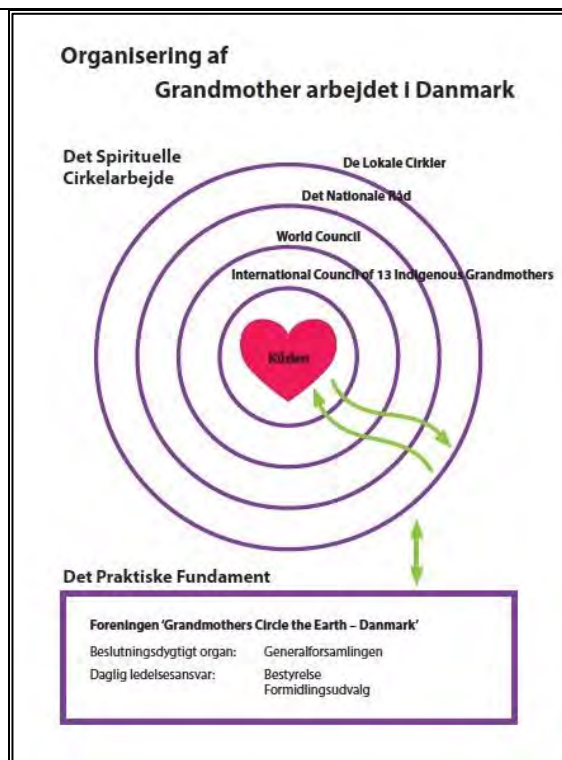 Organisering af
Grandmother arbejdet i Danmark
Det Spirituelle
Cirkelarbejde
De Lokale Cirkler
Det Nationale Råd
World Council
International Council of 13 Indigenous Grandmothers
Kilden
Det Praktiske Fundament
Foreningen ‘Grandmothers Circle the Earth – Danmark’
Beslutningsdygtigt organ: Generalforsamlingen
Daglig ledelsesansvar: Bestyrelse
Formidlingsudvalg